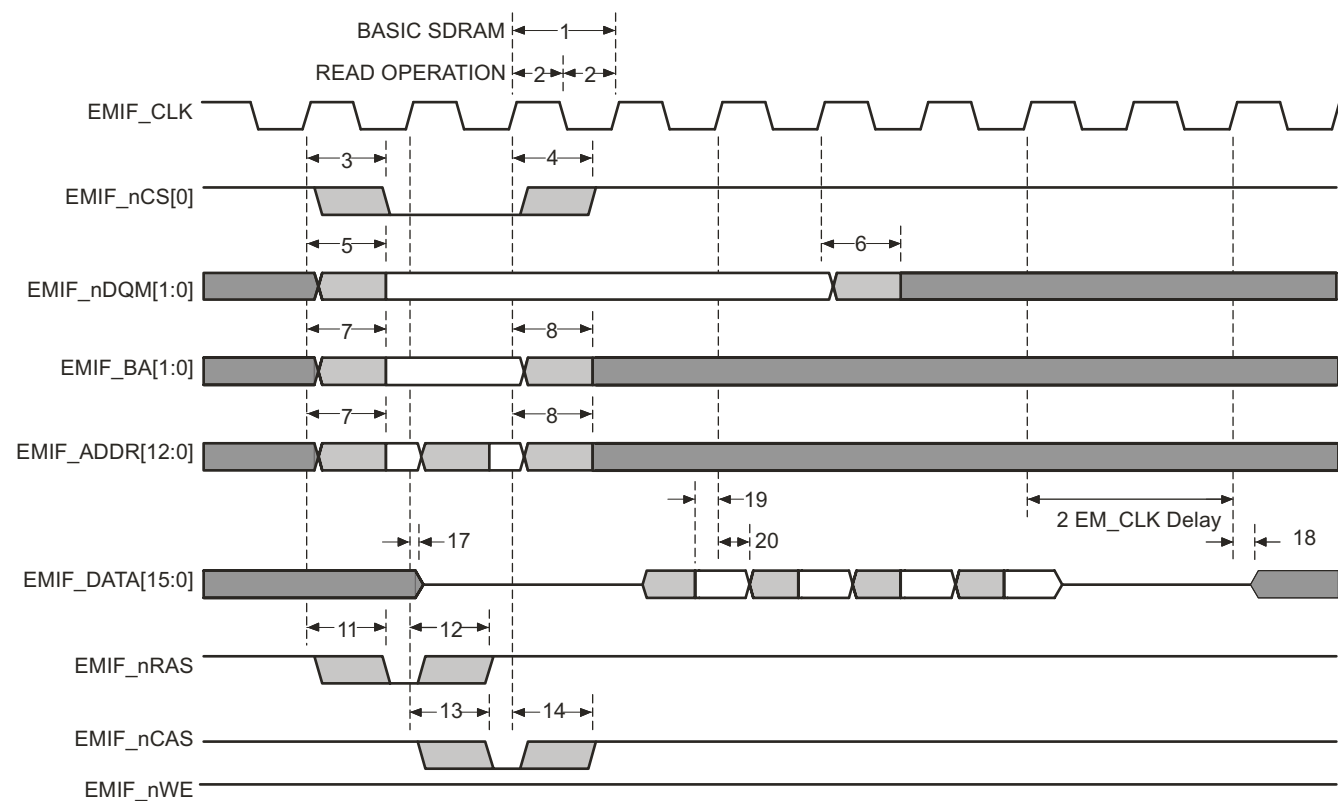 BASIC SDRAM
1
READ OPERATION
2 2
EMIF_CLK
3 4
EMIF_nCS[0]
5 6
EMIF_nDQM[1:0]
7 8
EMIF_BA[1:0]
7 8
EMIF_ADDR[12:0]
19
2 EM_CLK Delay
17 20 18
EMIF_DATA[15:0]
11 12
EMIF_nRAS
13 14
EMIF_nCAS
EMIF_nWE